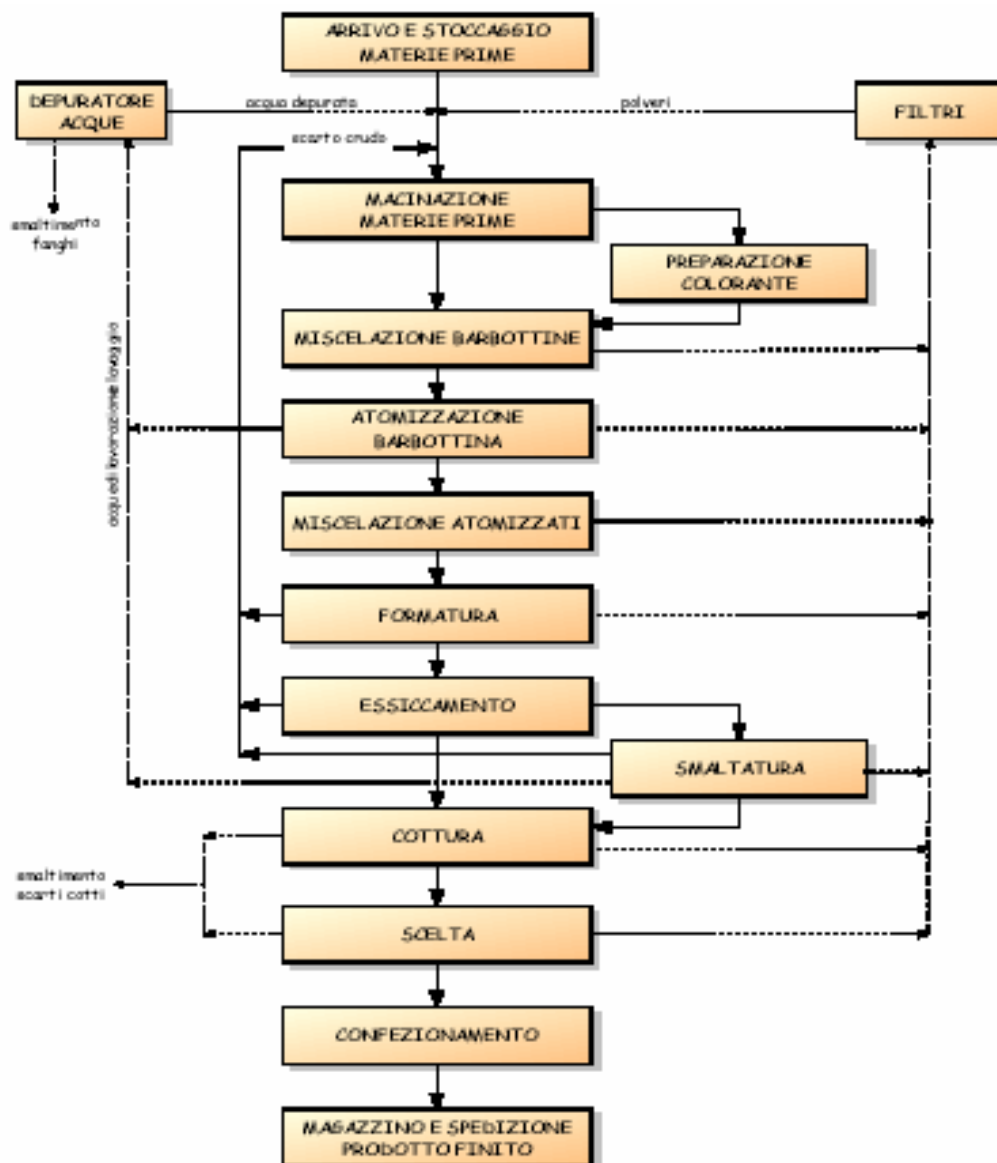 ARRIVO E STOCCAGGIO
MATERIE PRIME
DEPURATORE
ACQUE
acqua depurata
polveri
FILTRI
scarto crudo
MACINAZIONE
MATERIE PRIME
smaltimento
fanghi
PREPARAZIONE
COLORANTE
MISCELAZIONE BARBOTTINE
acque di lavorazione lavaggio
ATOMIZZAZIONE
BARBOTTINA
MISCELAZIONE ATOMIZZATI
FORMATURA
ESSICCAMENTO
SMALTATURA
COTTURA
smaltimento
scarti cotti
SCELTA
CONFEZIONAMENTO
MAGAZZINO E SPEDIZIONE
PRODOTTO FINITO